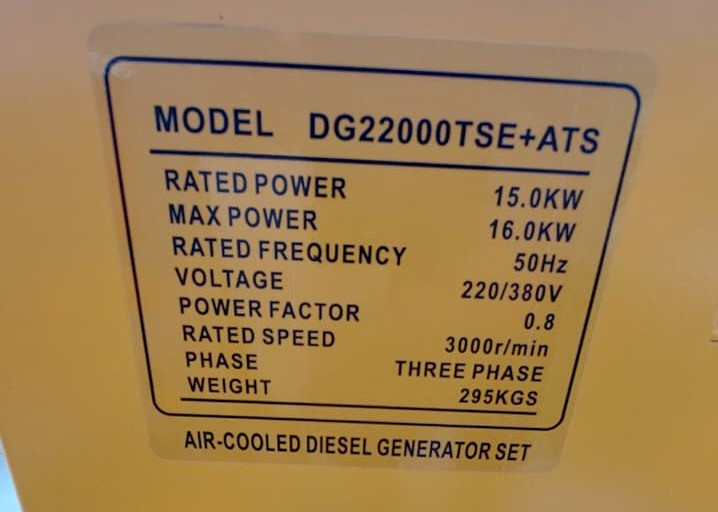 MODEL DG22000TSE+ATS
RATED POWER 15.0KW
MAX POWER 16.0KW
RATED FREQUENCY 50Hz
VOLTAGE 220/380V
POWER FACTOR 0.8
RATED SPEED 3000r/min
PHASE THREE PHASE
WEIGHT 295KGS
AIR-COOLED DIESEL GENERATOR SET